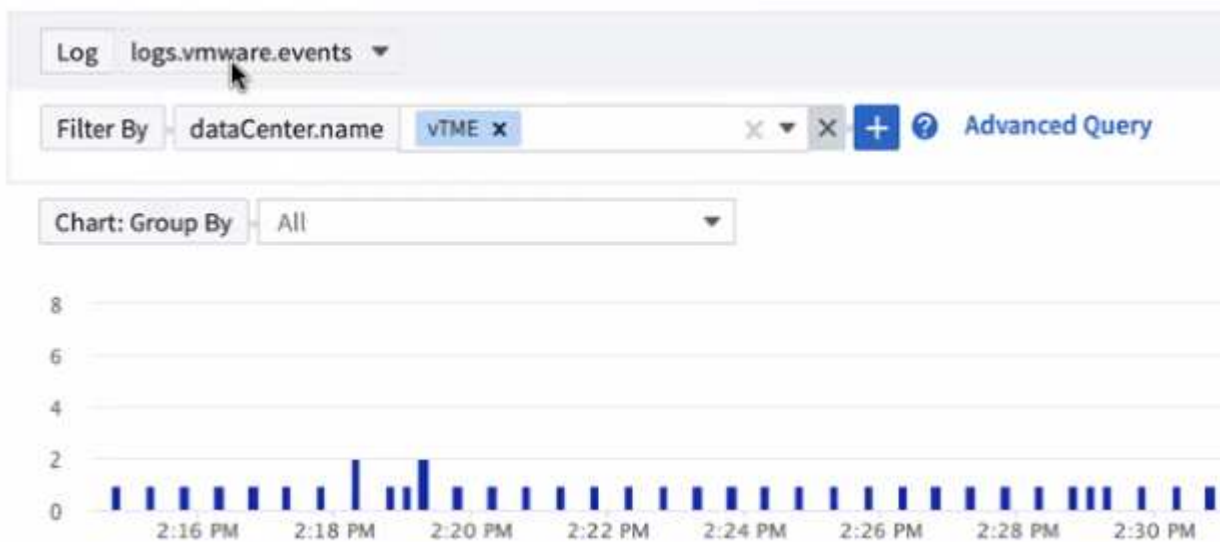 Log logs.vmware.events
Filter By dataCenter.name vTME x Advanced Query
Chart: Group By All
8
6
4
2
0
2:16 PM 2:18 PM 2:20 PM 2:22 PM 2:24 PM 2:26 PM 2:28 PM 2:30 PM